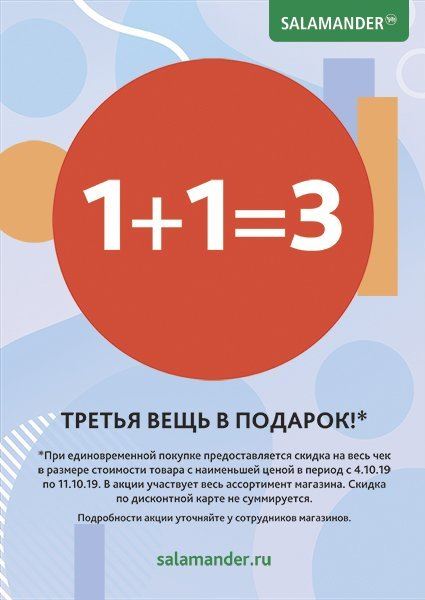 SALAMANDER
1+1=3
ТРЕТЬЯ ВЕЩЬ В ПОДАРОК!*
*При единовременной покупке предоставляется скидка на весь чек
в размере стоимости товара с наименьшей ценой в период с 4.10.19
по 11.10.19. В акции участвует весь ассортимент магазина. Скидка
по дисконтной карте не суммируется.
Подробности акции уточняйте у сотрудников магазинов.
salamander.ru